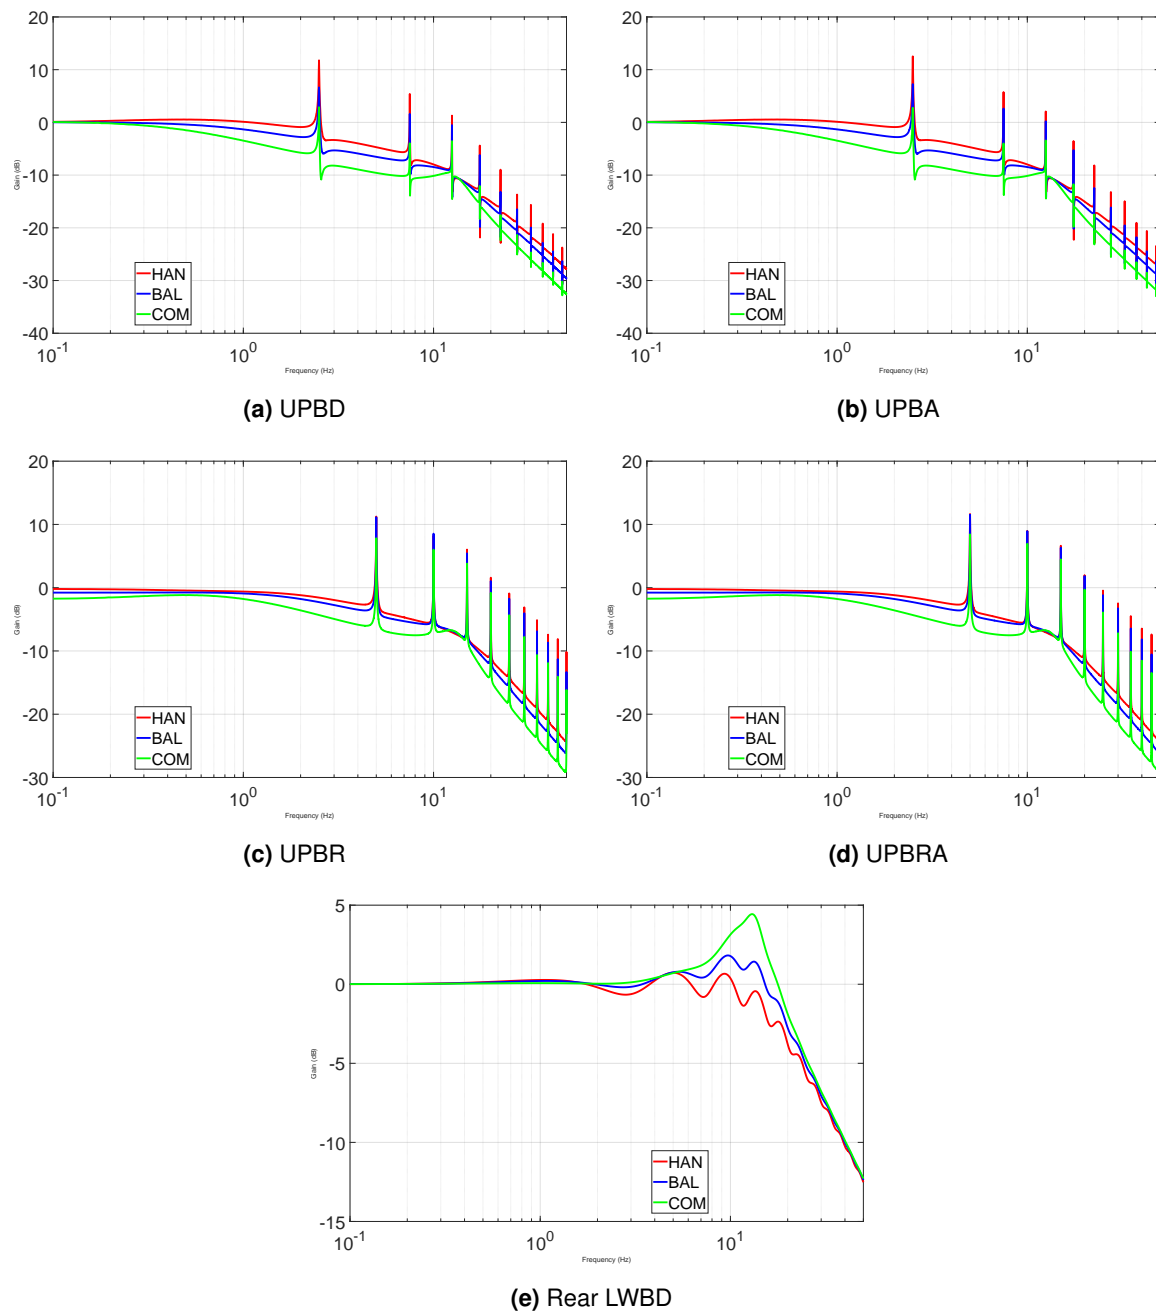 20
10
0
-10
-20
-30
-40
Gain (dB)
HAN
BAL
COM
10-1
100
101
Frequency (Hz)
(a) UPBD
20
10
0
-10
-20
-30
-40
Gain (dB)
HAN
BAL
COM
10-1
100
101
Frequency (Hz)
(b) UPBA
20
10
0
-10
-20
-30
Gain (dB)
HAN
BAL
COM
10-1
100
101
Frequency (Hz)
(c) UPBR
20
10
0
-10
-20
-30
Gain (dB)
HAN
BAL
COM
10-1
100
101
Frequency (Hz)
(d) UPBRA
5
0
-5
-10
-15
Gain (dB)
HAN
BAL
COM
10-1
100
101
Frequency (Hz)
(e) Rear LWBD